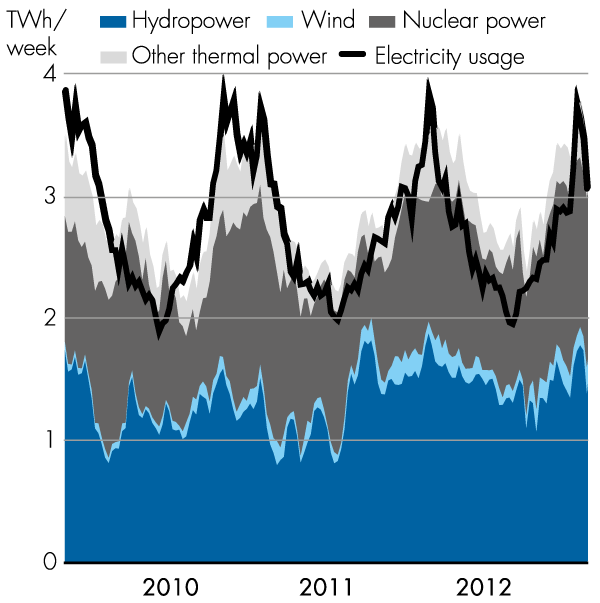 TWh/
week
Hydropower Wind Nuclear power
Other thermal power Electricity usage
4
3
2
1
0
2010 2011 2012